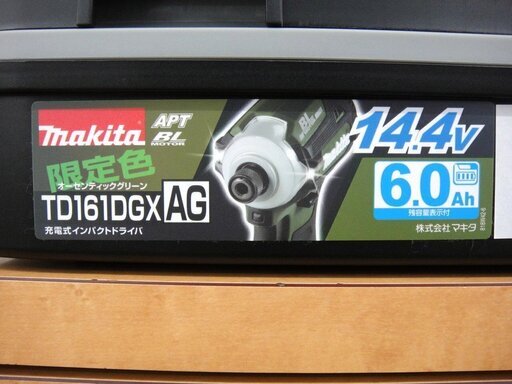 makita
APT
BL
MOTOR
限定色
オーセンティックグリーン
TD161DGX AG
充電式インパクトドライバ
BL
14.4V
6.0Ah
残容量表示付
株式会社マキタ